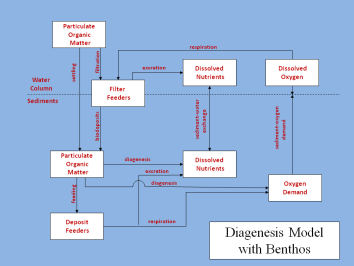 Particulate
Organic
Matter
respiration
settling
filtration
excretion
Dissolved
Nutrients
Dissolved
Oxygen
Water
Column
Sediments
Filter
Feeders
biodeposits
sediment-water
exchange
sediment-oxygen
demand
Particulate
Organic
Matter
diagenesis
excretion
diagenesis
Dissolved
Nutrients
Oxygen
Demand
feeding
Deposit
Feeders
respiration
Diagenesis Model
with Benthos